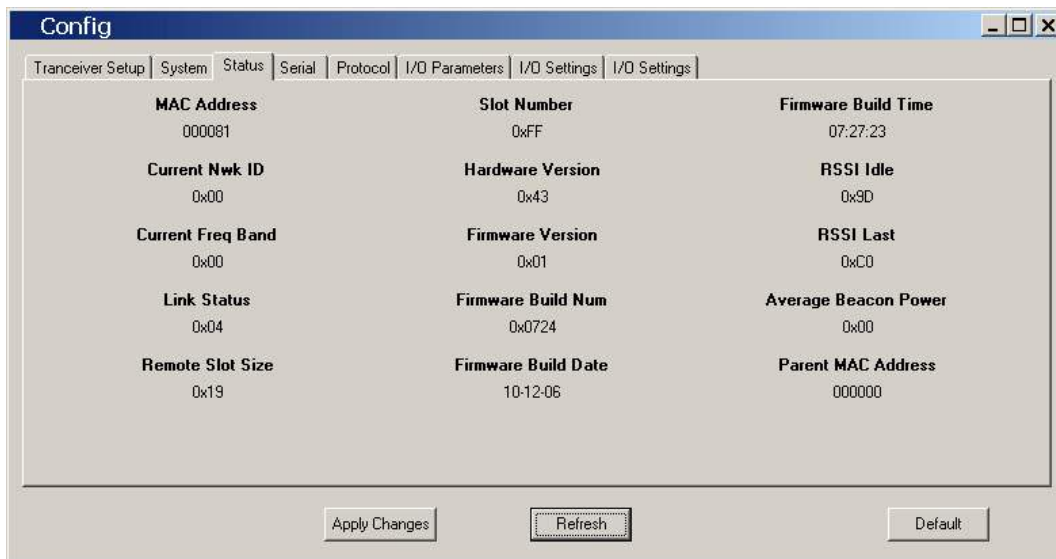 Config
Tranceiver Setup System Status Serial Protocol I/O Parameters I/O Settings I/O Settings
MAC Address Slot Number Firmware Build Time
000081 0xFF 07:27:23
Current Nwk ID Hardware Version RSSI Idle
0x00 0x43 0x9D
Current Freq Band Firmware Version RSSI Last
0x00 0x01 0xC0
Link Status Firmware Build Num Average Beacon Power
0x04 0x0724 0x00
Remote Slot Size Firmware Build Date Parent MAC Address
0x19 10-12-06 000000
Apply Changes Refresh Default